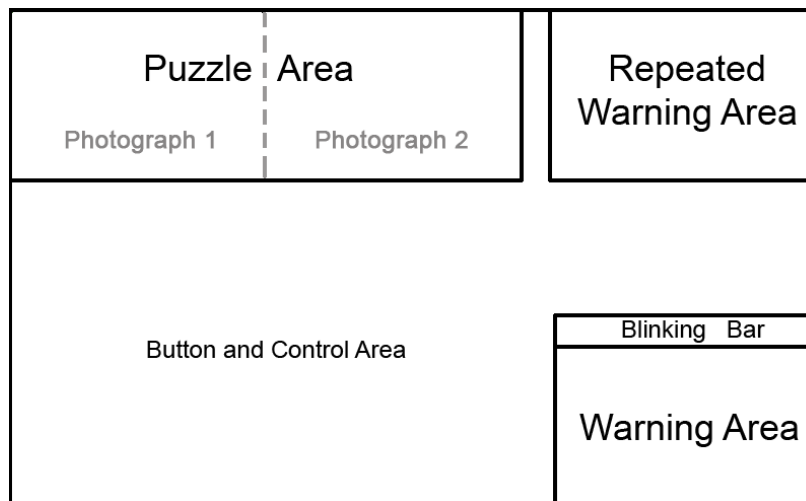 Puzzle Area
Photograph 1
Photograph 2
Repeated
Warning Area
Button and Control Area
Blinking Bar
Warning Area